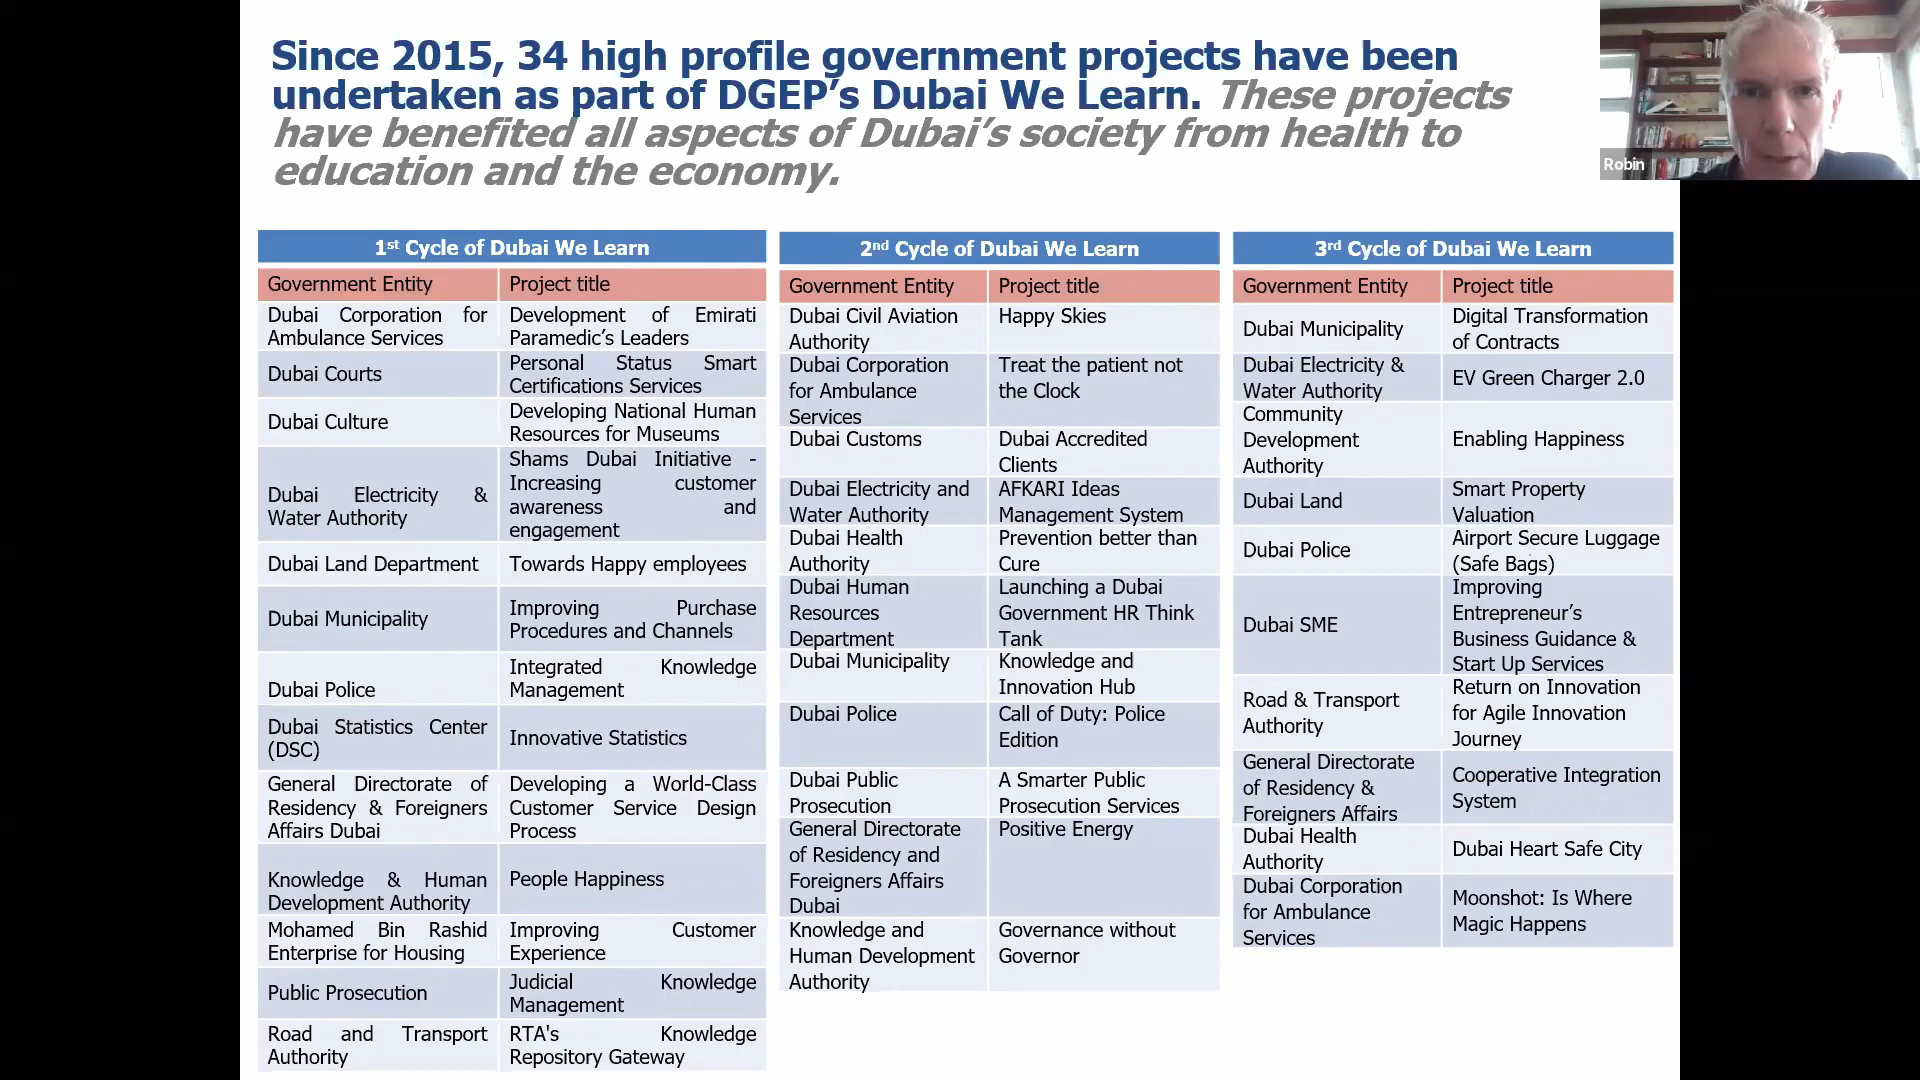 Since 2015, 34 high profile government projects have been
undertaken as part of DGEP’s Dubai We Learn. These projects
have benefited all aspects of Dubai’s society from health to
education and the economy.
Robin
1st Cycle of Dubai We Learn
Government Entity
Project title
Dubai Corporation for
Ambulance Services
Development of Emirati
Paramedic’s Leaders
Dubai Courts
Personal Status Smart
Certifications Services
Dubai Culture
Developing National Human
Resources for Museums
Dubai Electricity &
Water Authority
Shams Dubai Initiative -
Increasing customer
awareness and
engagement
Dubai Land Department
Towards Happy employees
Dubai Municipality
Improving Purchase
Procedures and Channels
Dubai Police
Integrated Knowledge
Management
Dubai Statistics Center
(DSC)
Innovative Statistics
General Directorate of
Residency & Foreigners
Affairs Dubai
Developing a World-Class
Customer Service Design
Process
Knowledge & Human
Development Authority
People Happiness
Mohamed Bin Rashid
Enterprise for Housing
Improving Customer
Experience
Public Prosecution
Judicial Knowledge
Management
Road and Transport
Authority
RTA's Knowledge
Repository Gateway
2nd Cycle of Dubai We Learn
Government Entity
Project title
Dubai Civil Aviation
Authority
Happy Skies
Dubai Corporation
for Ambulance
Services
Treat the patient not
the Clock
Dubai Customs
Dubai Accredited
Clients
Dubai Electricity and
Water Authority
AFKARI Ideas
Management System
Dubai Health
Authority
Prevention better than
Cure
Dubai Human
Resources
Department
Launching a Dubai
Government HR Think
Tank
Dubai Municipality
Knowledge and
Innovation Hub
Dubai Police
Call of Duty: Police
Edition
Dubai Public
Prosecution
A Smarter Public
Prosecution Services
General Directorate
of Residency and
Foreigners Affairs
Dubai
Positive Energy
Knowledge and
Human Development
Authority
Governance without
Governor
3rd Cycle of Dubai We Learn
Government Entity
Project title
Dubai Municipality
Digital Transformation
of Contracts
Dubai Electricity &
Water Authority
EV Green Charger 2.0
Community
Development
Authority
Enabling Happiness
Dubai Land
Smart Property
Valuation
Dubai Police
Airport Secure Luggage
(Safe Bags)
Dubai SME
Improving
Entrepreneur’s
Business Guidance &
Start Up Services
Road & Transport
Authority
Return on Innovation
for Agile Innovation
Journey
General Directorate
of Residency &
Foreigners Affairs
Cooperative Integration
System
Dubai Health
Authority
Dubai Heart Safe City
Dubai Corporation
for Ambulance
Services
Moonshot: Is Where
Magic Happens